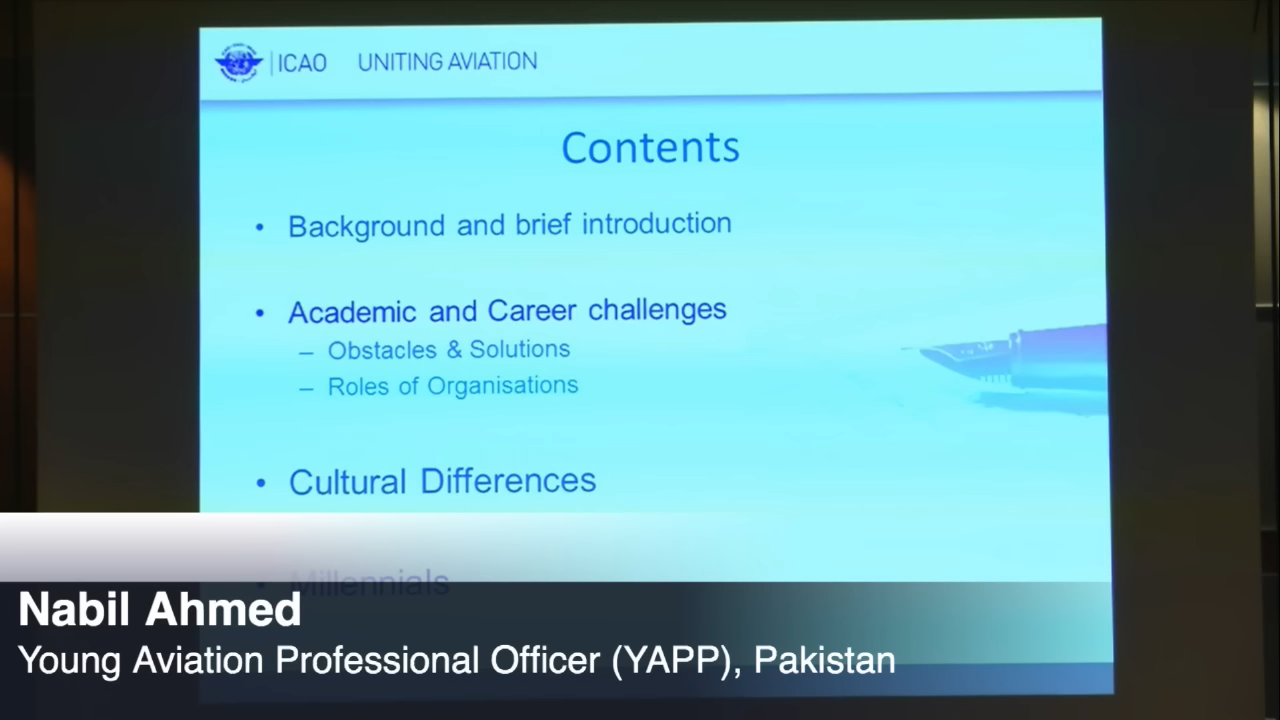 ICAO UNITING AVIATION
Contents
• Background and brief introduction
• Academic and Career challenges
– Obstacles & Solutions
– Roles of Organisations
• Cultural Differences
• Millennials
Nabil Ahmed
Young Aviation Professional Officer (YAPP), Pakistan